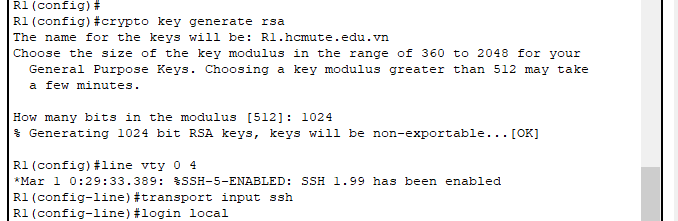 R1(config)#
R1(config)#crypto key generate rsa
The name for the keys will be: R1.hcmute.edu.vn
Choose the size of the key modulus in the range of 360 to 2048 for your
  General Purpose Keys. Choosing a key modulus greater than 512 may take
  a few minutes.

How many bits in the modulus [512]: 1024
% Generating 1024 bit RSA keys, keys will be non-exportable...[OK]

R1(config)#line vty 0 4
*Mar 1 0:29:33.389: %SSH-5-ENABLED: SSH 1.99 has been enabled
R1(config-line)#transport input ssh
R1(config-line)#login local